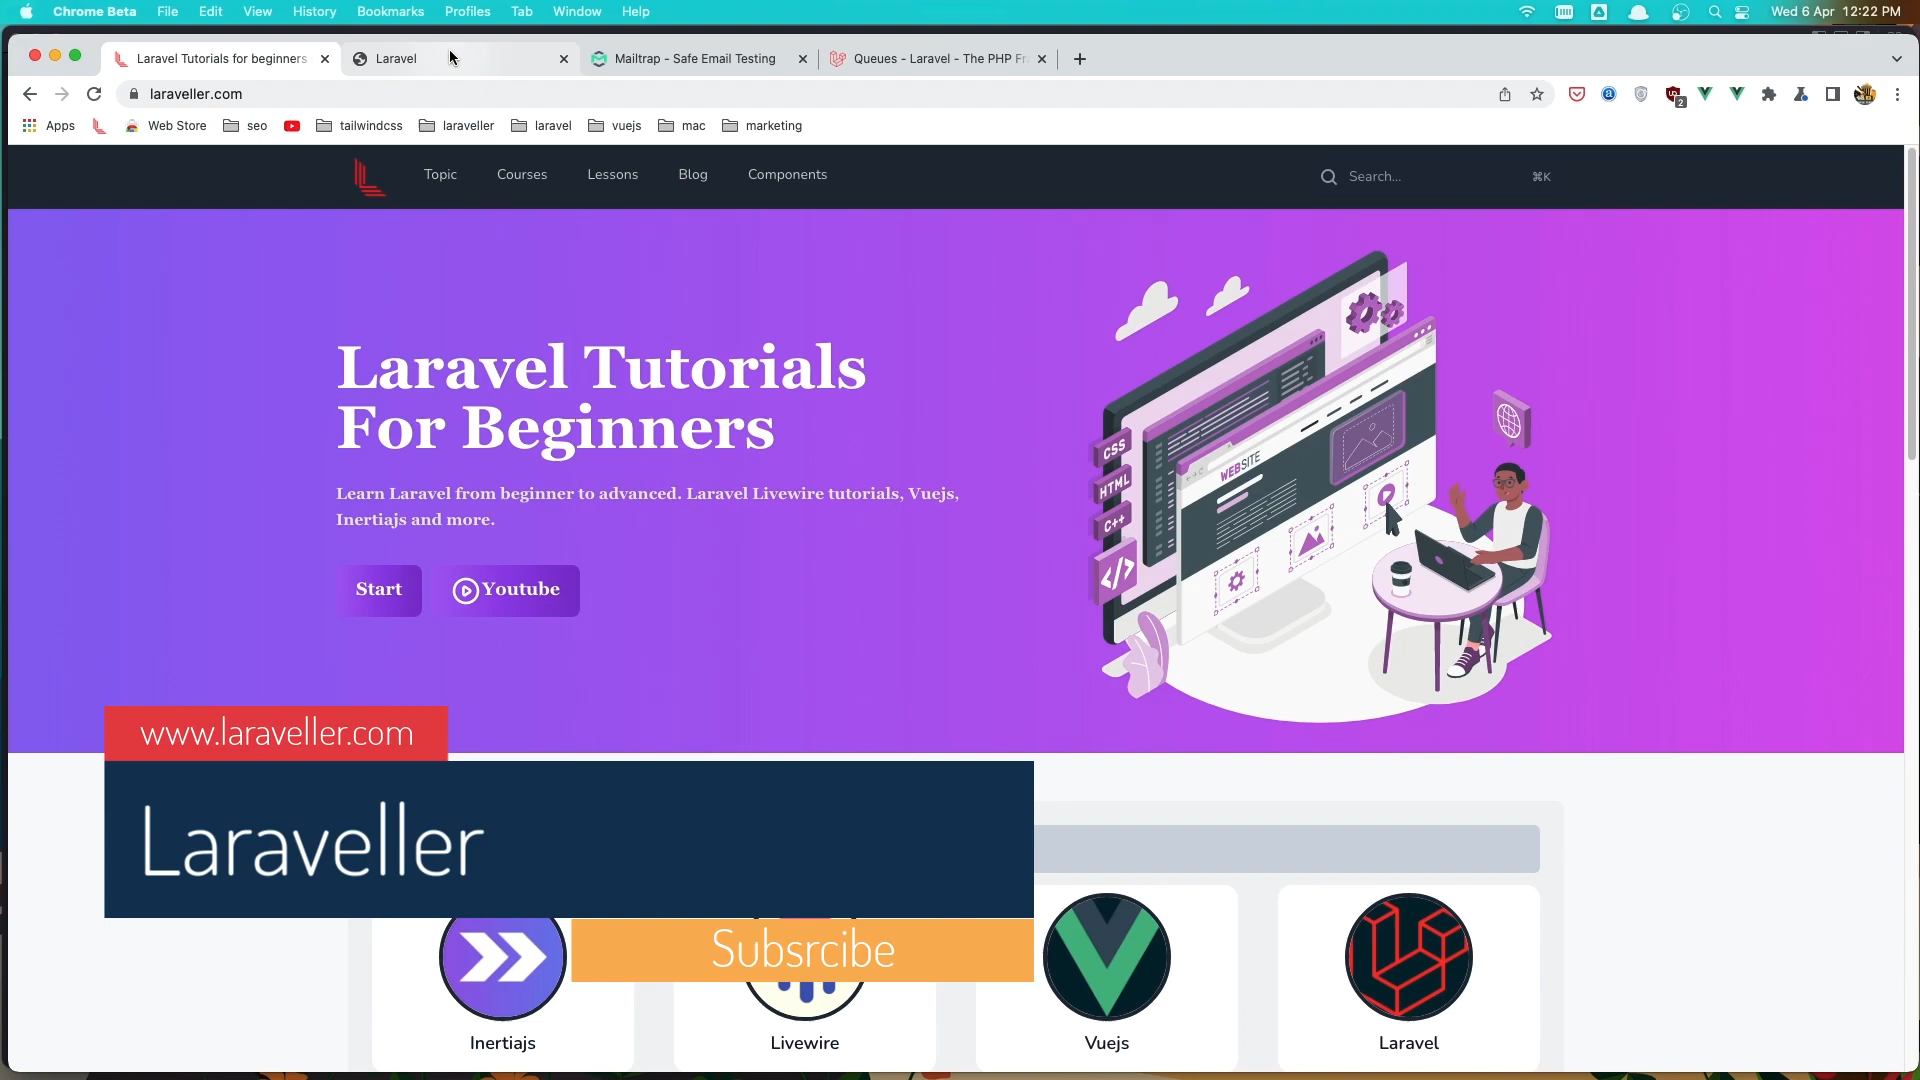 Chrome Beta File Edit View History Bookmarks Profiles Tab Window Help Wed 6 Apr 12:22 PM
Laravel Tutorials for beginners Laravel Mailtrap - Safe Email Testing Queues - Laravel - The PHP Fr
laraveller.com 2
Apps Web Store seo tailwindcss laraveller laravel vuejs mac marketing
Topic Courses Lessons Blog Components Search... ⌘K
Laravel Tutorials
For Beginners
Learn Laravel from beginner to advanced. Laravel Livewire tutorials, Vuejs,
Inertiajs and more.
Start Youtube
CSS
HTML
C++
</>
WEBSITE
www.laraveller.com
Laraveller
Subsrcibe
Inertiajs Livewire Vuejs Laravel